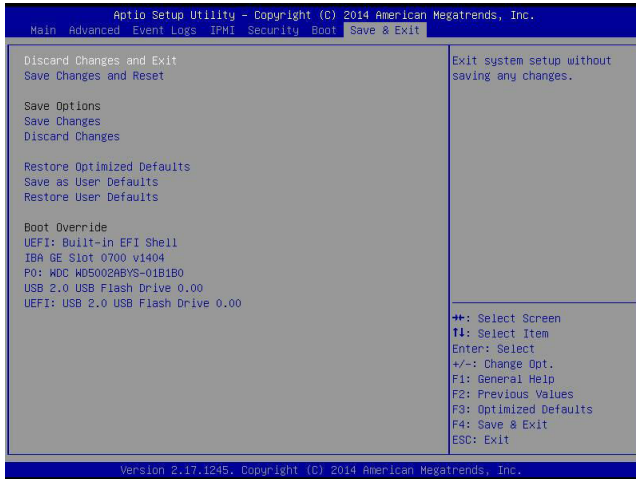 Aptio Setup Utility – Copyright (C) 2014 American Megatrends, Inc.
Main Advanced Event Logs IPMI Security Boot Save & Exit
Discard Changes and Exit
Save Changes and Reset
Save Options
Save Changes
Discard Changes
Restore Optimized Defaults
Save as User Defaults
Restore User Defaults
Boot Override
UEFI: Built-in EFI Shell
IBA GE Slot 0700 v1404
P0: WDC WD5002ABYS-01B1B0
USB 2.0 USB Flash Drive 0.00
UEFI: USB 2.0 USB Flash Drive 0.00
Exit system setup without
saving any changes.
→←: Select Screen
↑↓: Select Item
Enter: Select
+/-: Change Opt.
F1: General Help
F2: Previous Values
F3: Optimized Defaults
F4: Save & Exit
ESC: Exit
Version 2.17.1245. Copyright (C) 2014 American Megatrends, Inc.